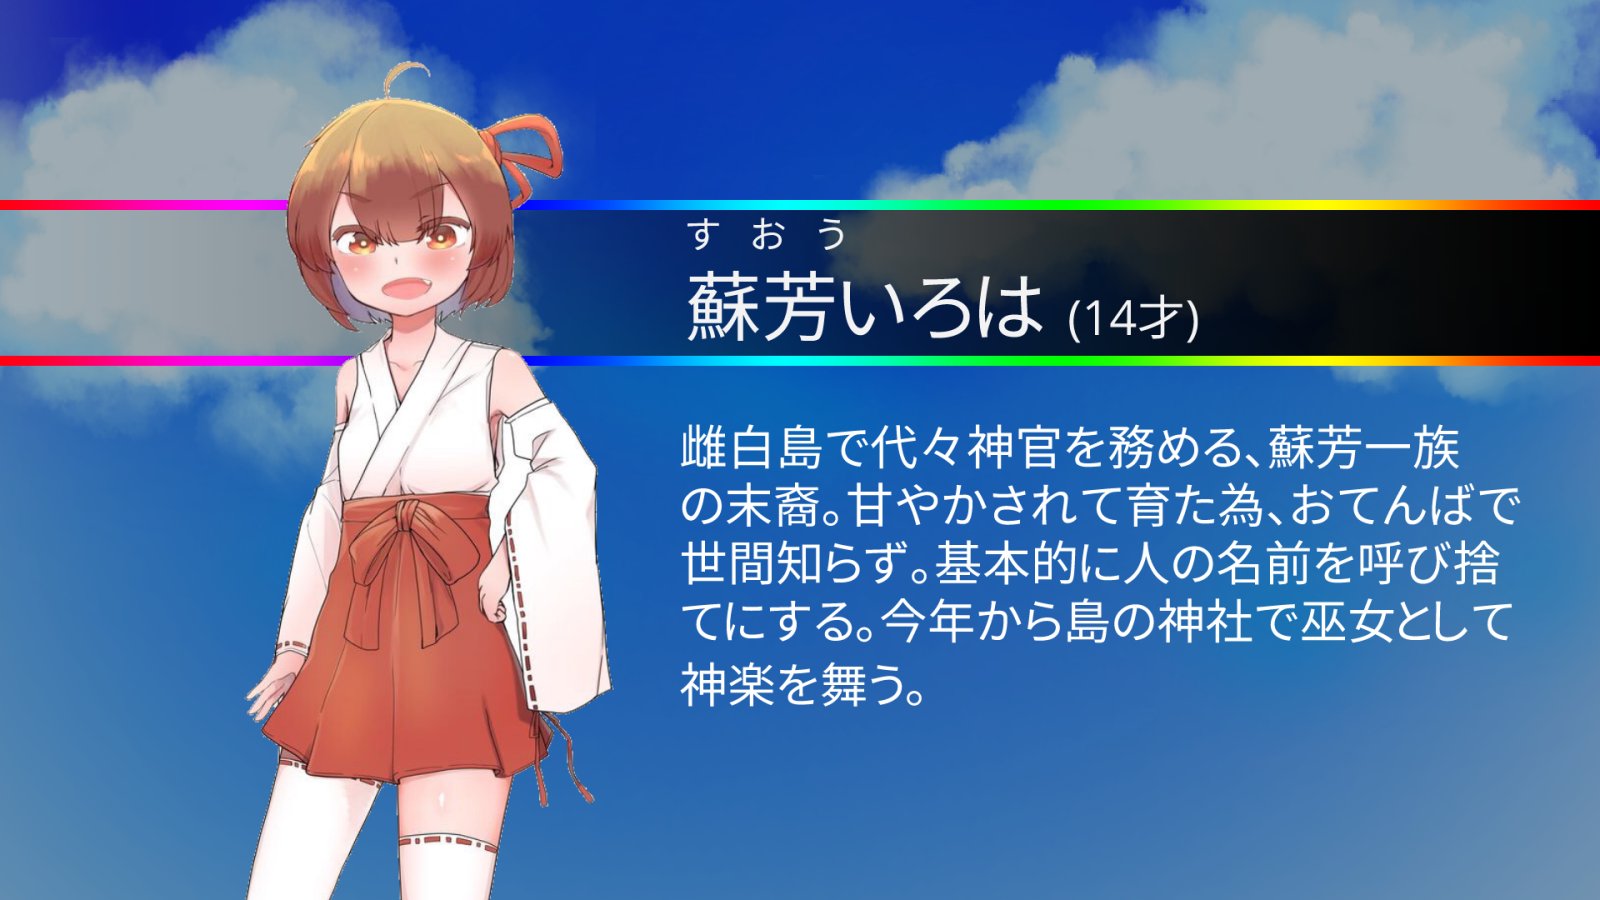 すおう
蘇芳いろは (14才)
雌白島で代々神官を務める、蘇芳一族
の末裔。甘やかされて育た為、おてんばで
世間知らず。基本的に人の名前を呼び捨
てにする。今年から島の神社で巫女として
神楽を舞う。